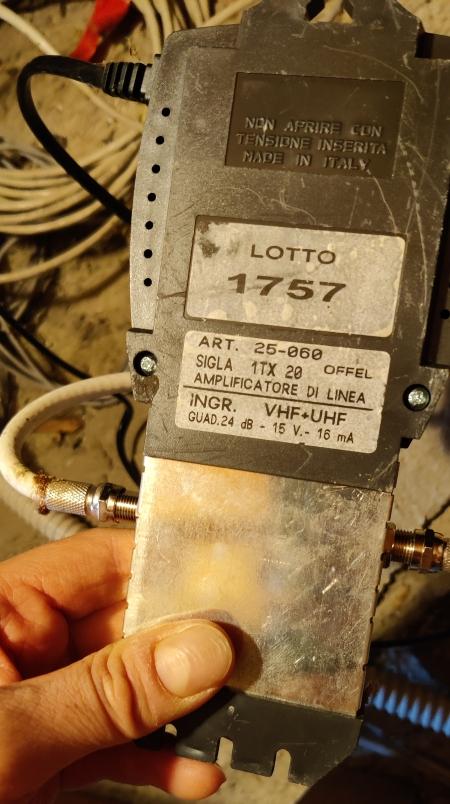 NON APRIRE CON
TENSIONE INSERITA
MADE IN ITALY
LOTTO
1757
ART. 25-060
SIGLA 1TX 20 OFFEL
AMPLIFICATORE DI LINEA
INGR. VHF+UHF
GUAD.24 dB - 15 V.- 16 mA